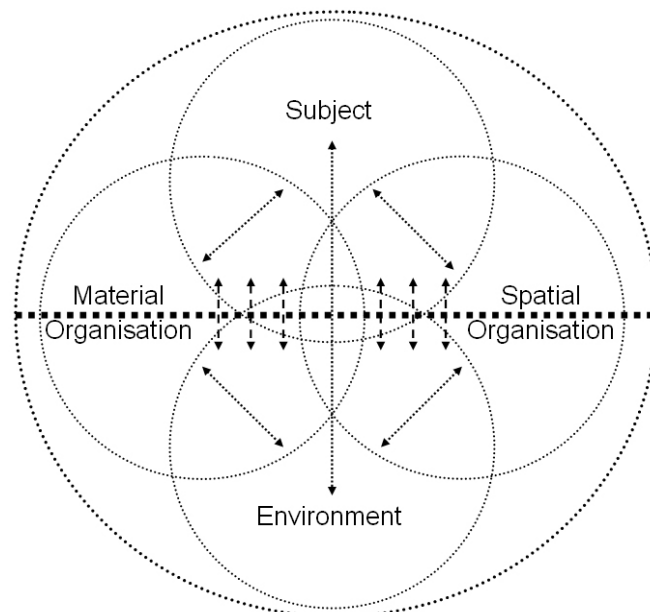 Subject
Material
Organisation
Spatial
Organisation
Environment